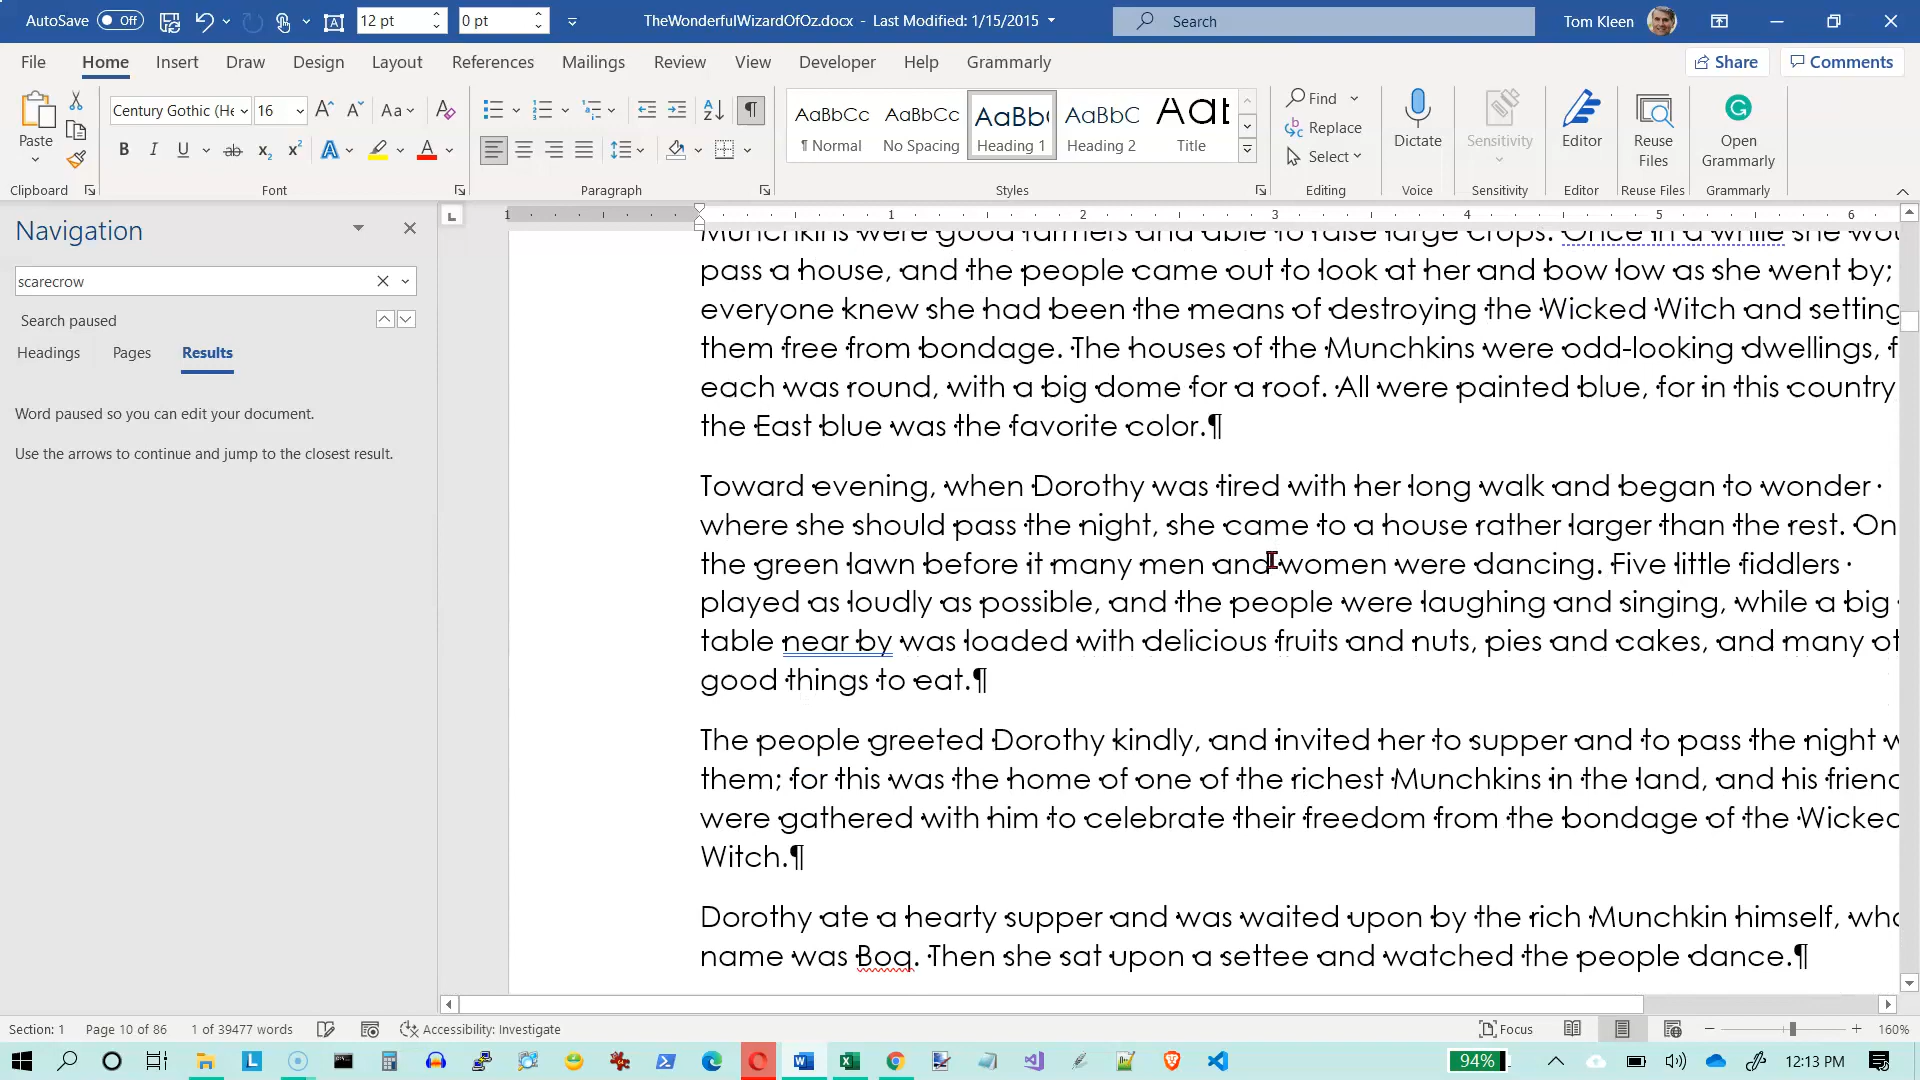 AutoSave Off 12 pt 0 pt TheWonderfulWizardOfOz.docx - Last Modified: 1/15/2015 Search Tom Kleen
File Home Insert Draw Design Layout References Mailings Review View Developer Help Grammarly Share Comments
Paste Century Gothic (He 16 Aa
AaBbCc AaBbCc AaBb( AaBbC Aat
¶ Normal No Spacing Heading 1 Heading 2 Title
Find
Replace
Select
Dictate Sensitivity Editor Reuse Files Open Grammarly
Clipboard Font Paragraph Styles Editing Voice Sensitivity Editor Reuse Files Grammarly
Navigation
scarecrow
Search paused
Headings Pages Results
Word paused so you can edit your document.
Use the arrows to continue and jump to the closest result.
1 1 2 3 4 5 6
Munchkins were good farmers and able to raise large crops. Once in a while she wou
pass a house, and the people came out to look at her and bow low as she went by;
everyone knew she had been the means of destroying the Wicked Witch and setting
them free from bondage. The houses of the Munchkins were odd-looking dwellings, f
each was round, with a big dome for a roof. All were painted blue, for in this country
the East blue was the favorite color.¶
Toward evening, when Dorothy was tired with her long walk and began to wonder
where she should pass the night, she came to a house rather larger than the rest. On
the green lawn before it many men and women were dancing. Five little fiddlers
played as loudly as possible, and the people were laughing and singing, while a big
table near by was loaded with delicious fruits and nuts, pies and cakes, and many ot
good things to eat.¶
The people greeted Dorothy kindly, and invited her to supper and to pass the night w
them; for this was the home of one of the richest Munchkins in the land, and his frien
were gathered with him to celebrate their freedom from the bondage of the Wicked
Witch.¶
Dorothy ate a hearty supper and was waited upon by the rich Munchkin himself, who
name was Boq. Then she sat upon a settee and watched the people dance.¶
Section: 1 Page 10 of 86 1 of 39477 words Accessibility: Investigate Focus 160%
94% 12:13 PM